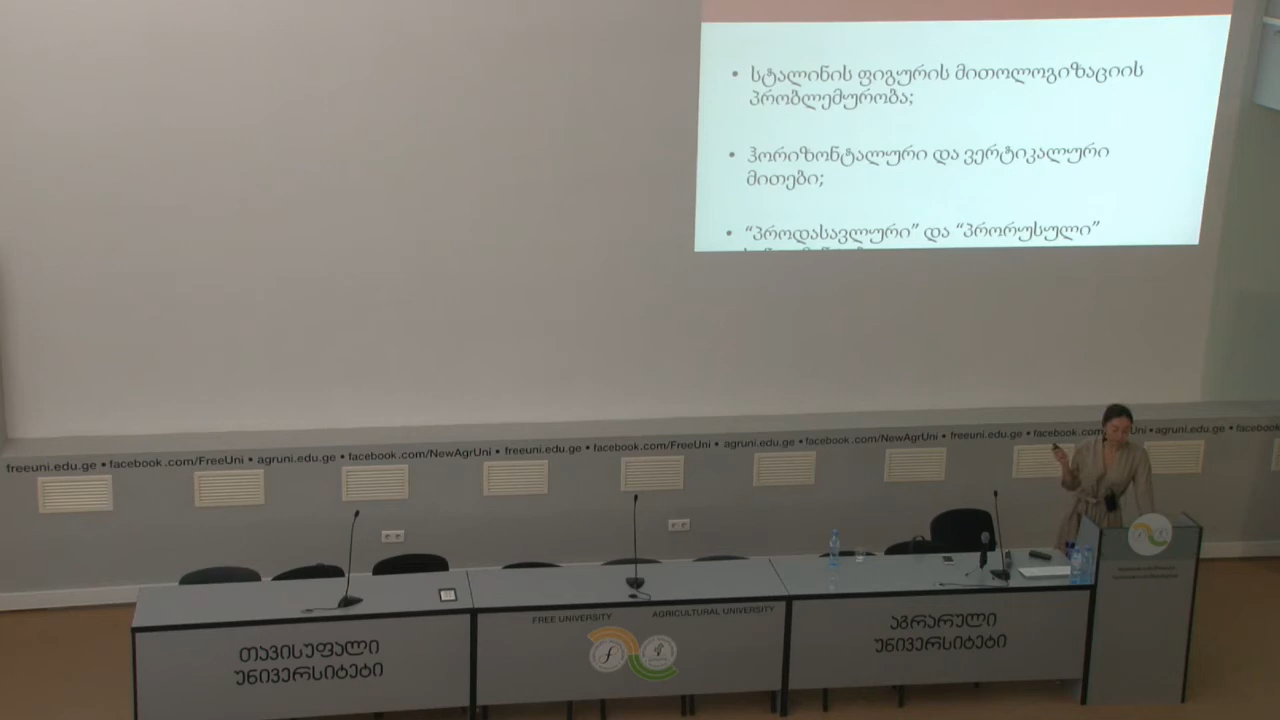 • სტალინის ფიგურის მითოლოგიზაციის
პრობლემურობა;
• ჰორიზონტალური და ვერტიკალური
მითები;
• “პროდასავლური” და “პრორუსული”
freeuni.edu.ge • facebook.com/FreeUni • agruni.edu.ge • facebook.com/NewAgrUni • freeuni.edu.ge • facebook.com/FreeUni • agruni.edu.ge • facebook.com/NewAgrUni • freeuni.edu.ge • facebook.com Uni • agruni.edu.ge • facebook
FREE UNIVERSITY AGRICULTURAL UNIVERSITY
თავისუფალი
უნივერსიტეტი
აგრარული
უნივერსიტეტი